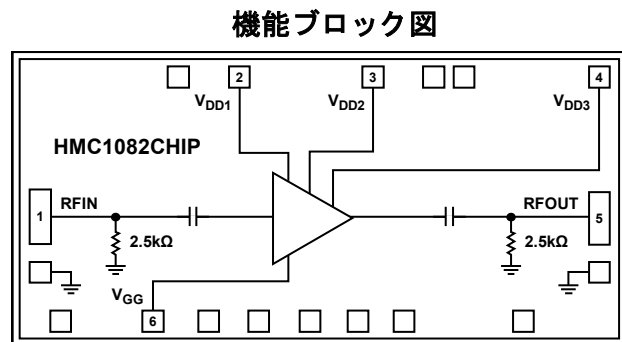 機能ブロック図
2
3
4
VDD1
VDD2
VDD3
HMC1082CHIP
1
RFIN
RFOUT
5
2.5kΩ
2.5kΩ
VGG
6